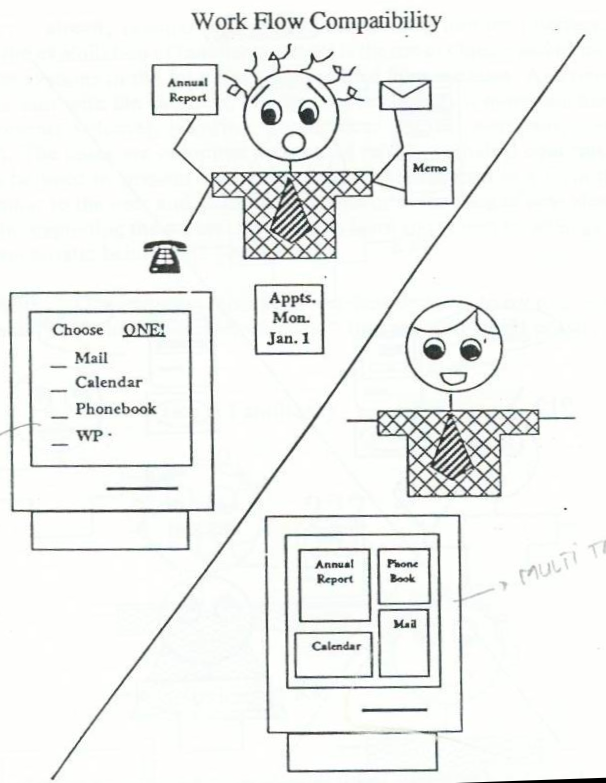 Work Flow Compatibility
Annual
Report
Memo
Appts.
Mon.
Jan. 1
Choose ONE!
__ Mail
__ Calendar
__ Phonebook
__ WP
Annual
Report
Phone
Book
Mail
Calendar
MULTI